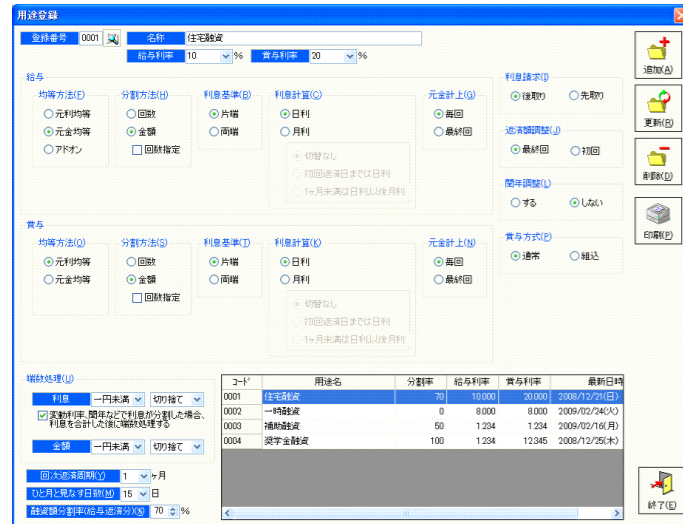 用途登録
登録番号 0001 名称 住宅融資
給与利率 10 % 賞与利率 20 %
追加(A)
更新(R)
削除(D)
印刷(P)
終了(E)
給与
均等方法(F) 分割方法(H) 利息基準(B) 利息計算(C) 元金計上(G)
元利均等 回数 片端 日利 毎回
元金均等 金額 両端 月利 最終回
アドオン 回数指定
切替なし
初回返済日までは日利
1ヶ月未満は日利以後月利
利息請求(I)
後取り 先取り
返済額調整(J)
最終回 初回
閏年調整(L)
する しない
賞与方式(P)
通常 組込
賞与
均等方法(O) 分割方法(S) 利息基準(T) 利息計算(K) 元金計上(N)
元利均等 回数 片端 日利 毎回
元金均等 金額 両端 月利 最終回
回数指定
切替なし
初回返済日までは日利
1ヶ月未満は日利以後月利
端数処理(U)
利息 一円未満 切り捨て
変動利率、閏年などで利息が分割した場合、
利息を合計した後に端数処理する
金額 一円未満 切り捨て
回次返済周期(Y) 1 ヶ月
ひと月と見なす日数(M) 15 日
融資額分割率(給与返済分)(X) 70 %
コード 用途名 分割率 給与利率 賞与利率 最新日時
0001 住宅融資 70 10.000 20.000 2008/12/21(日)
0002 一時融資 0 8.000 8.000 2009/02/24(火)
0003 補助融資 50 1.234 1.234 2009/02/16(月)
0004 奨学金融資 100 1.234 12.345 2008/12/25(木)